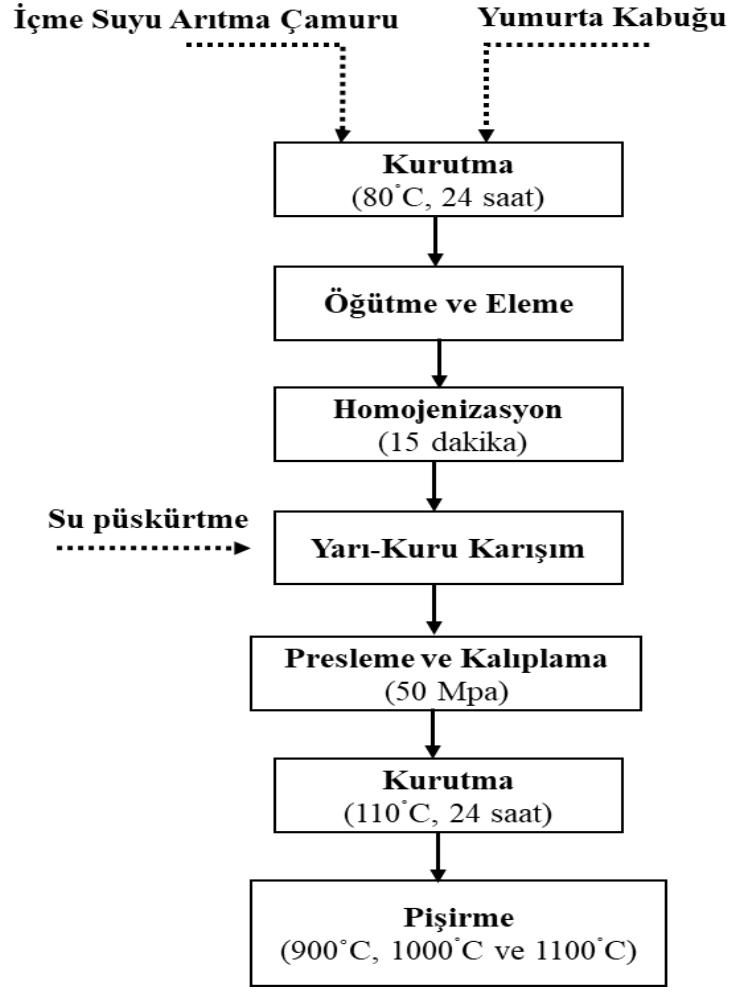 İçme Suyu Arıtma Çamuru
Yumurta Kabuğu
Kurutma
(80°C, 24 saat)
Öğütme ve Eleme
Homojenizasyon
(15 dakika)
Su püskürtme
Yarı-Kuru Karışım
Presleme ve Kalıplama
(50 Mpa)
Kurutma
(110°C, 24 saat)
Pişirme
(900°C, 1000°C ve 1100°C)